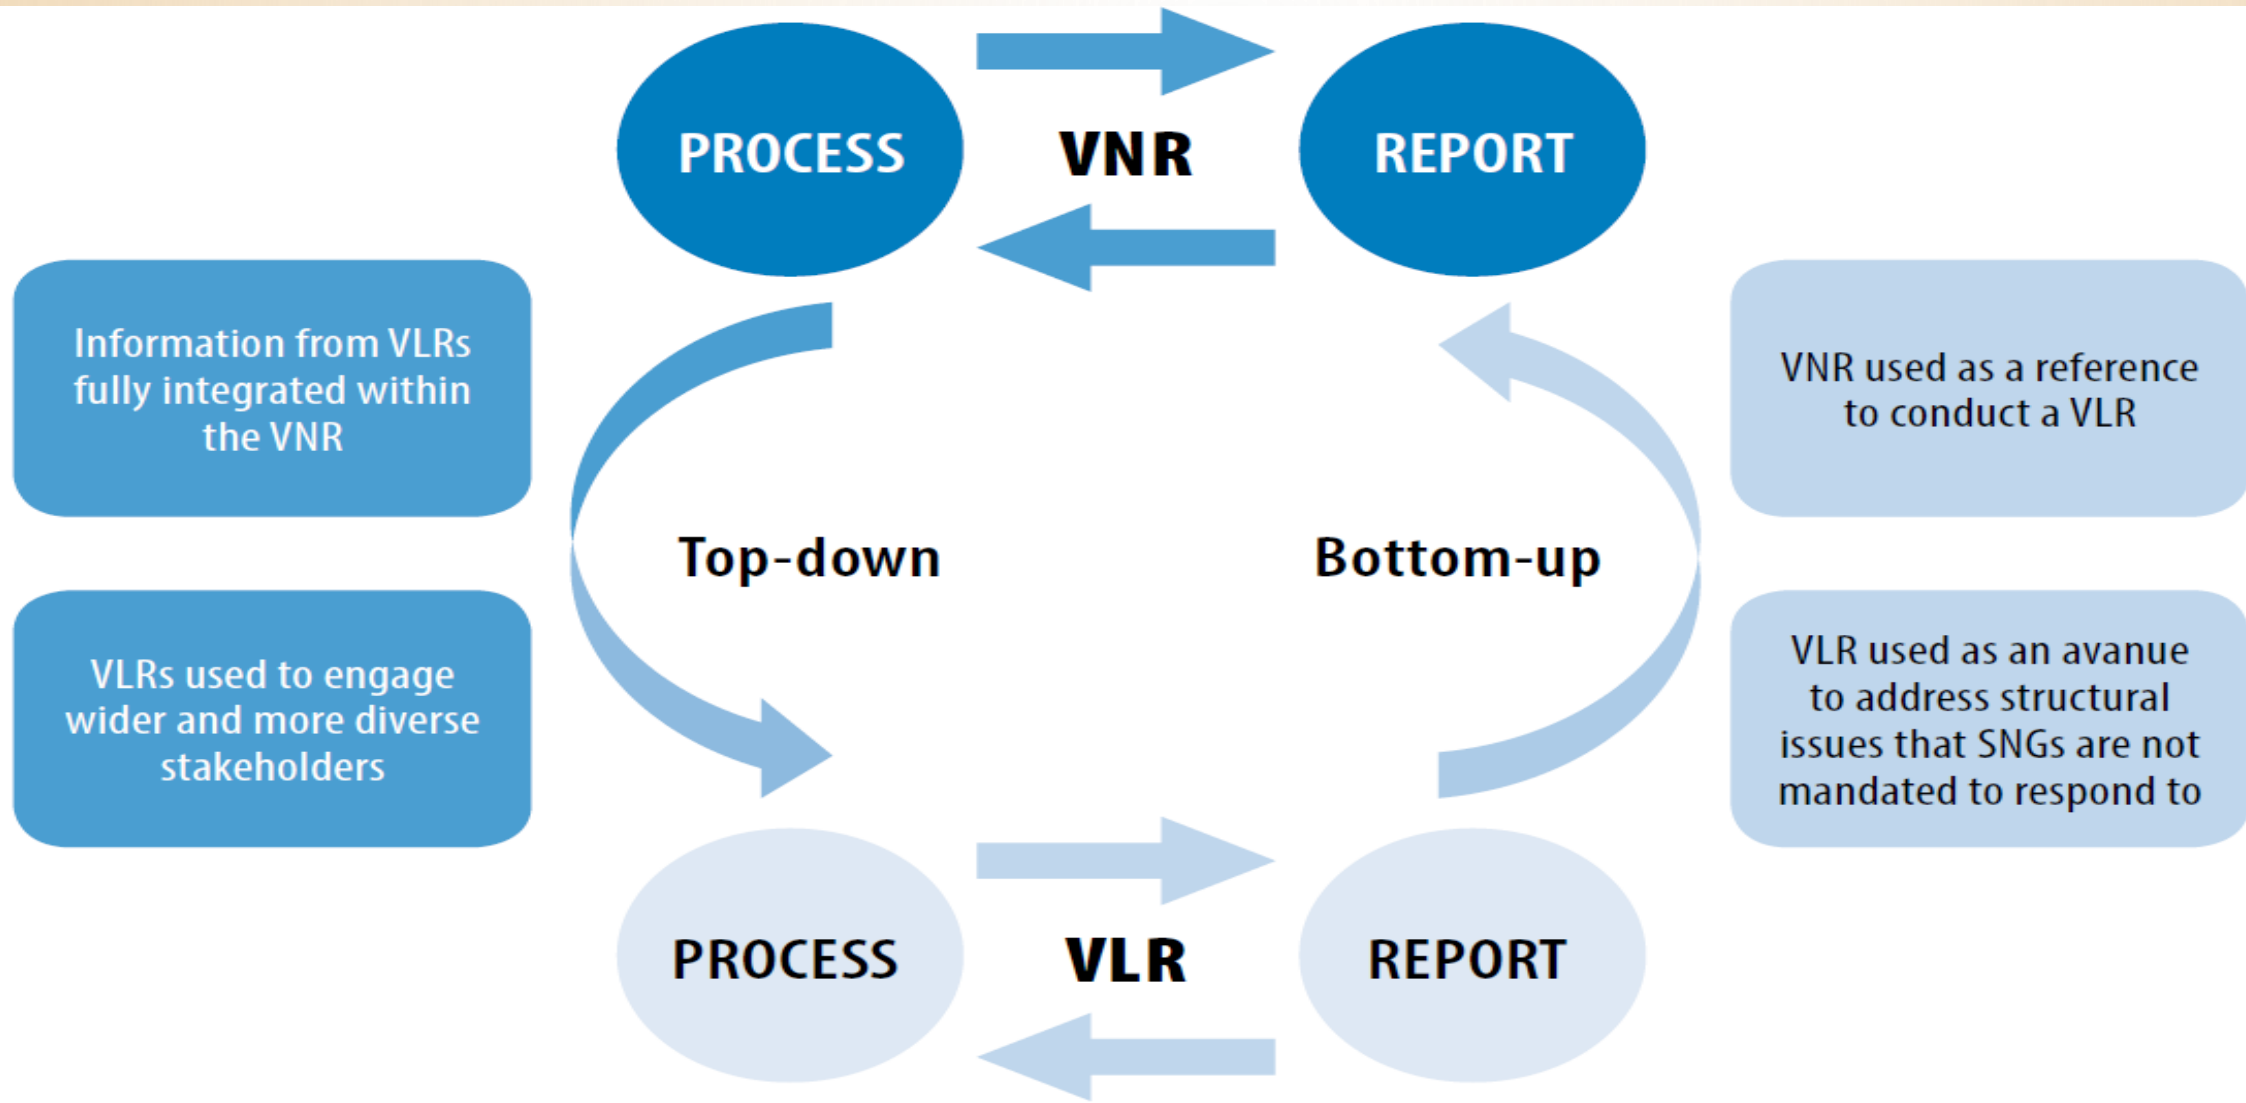 PROCESS
VNR
REPORT
Information from VLRs
fully integrated within
the VNR
VNR used as a reference
to conduct a VLR
Top-down
Bottom-up
VLRs used to engage
wider and more diverse
stakeholders
VLR used as an avanue
to address structural
issues that SNGs are not
mandated to respond to
PROCESS
VLR
REPORT